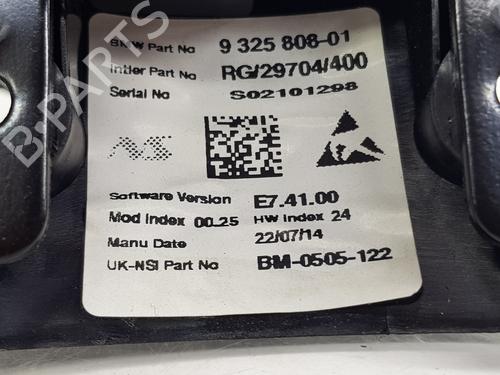 BMW Part No 9 325 808-01
Intier Part No RG/29704/400
Serial No S02101298
Software Version E7.41.00
Mod Index 00.25 HW Index 24
Manu Date 22/07/14
UK-NSI Part No BM-0505-122
B-PARTS